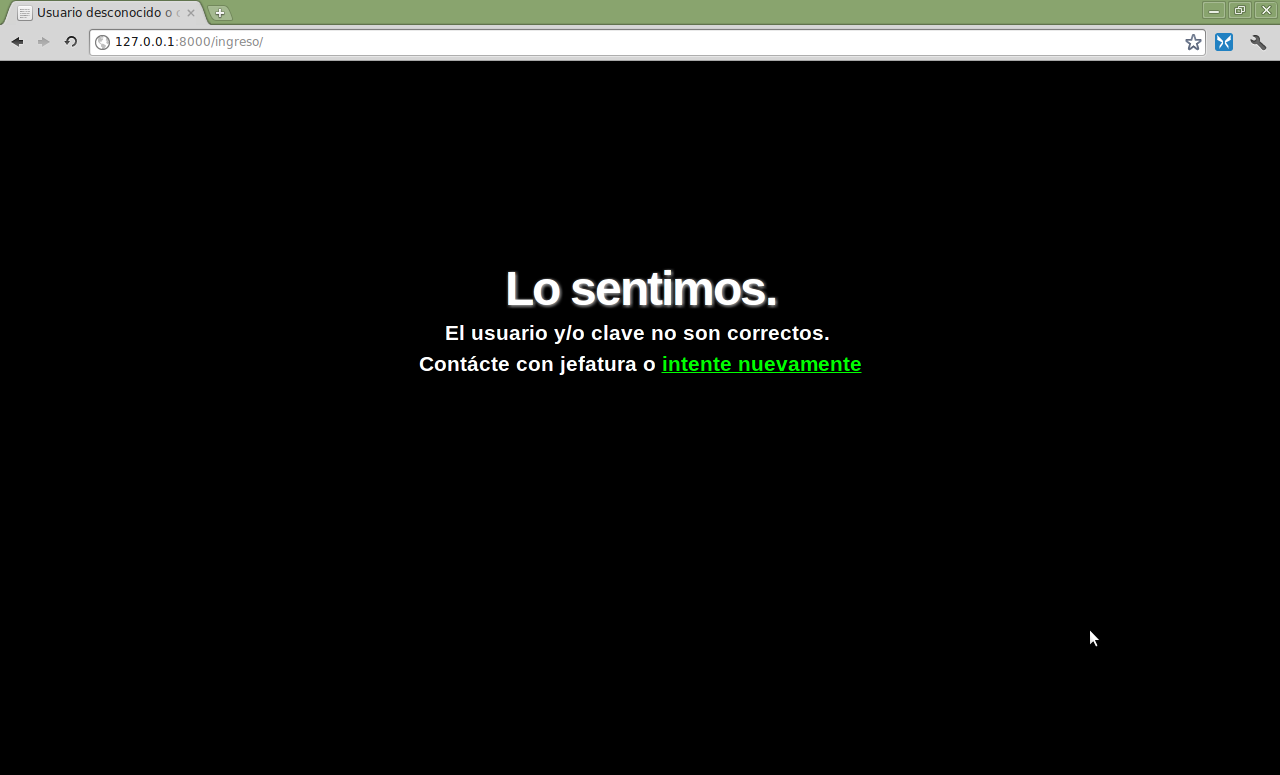 Usuario desconocido o
127.0.0.1:8000/ingreso/
Lo sentimos.
El usuario y/o clave no son correctos.
Contácte con jefatura o intente nuevamente